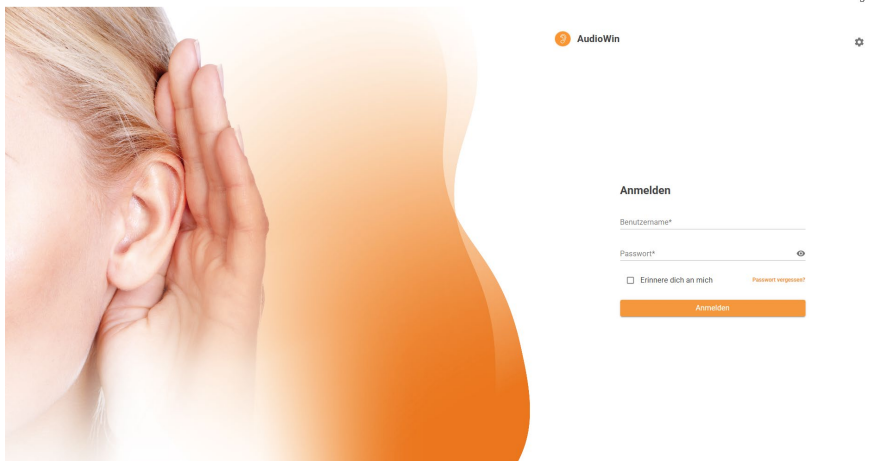 AudioWin
Anmelden
Benutzername*
Passwort*
Erinnere dich an mich
Passwort vergessen?
Anmelden